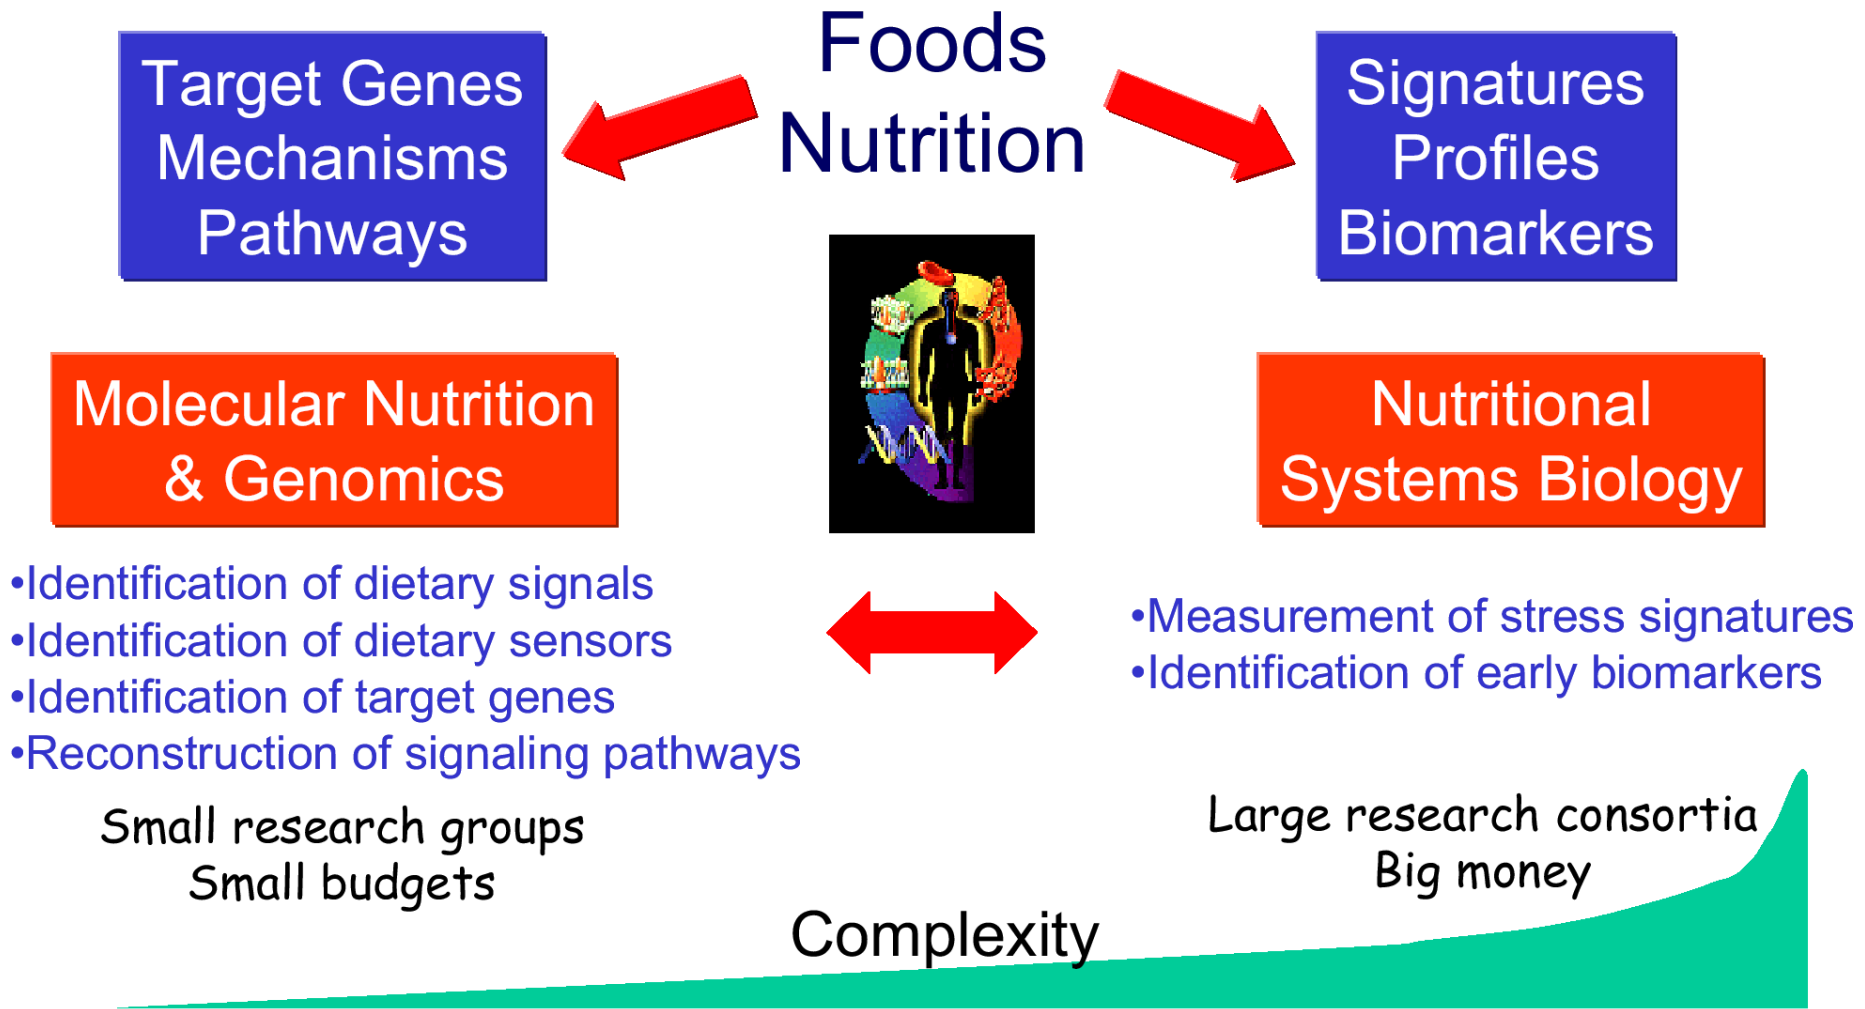 Foods
Nutrition
Target Genes
Mechanisms
Pathways
Signatures
Profiles
Biomarkers
Molecular Nutrition
& Genomics
Nutritional
Systems Biology
•Identification of dietary signals
•Identification of dietary sensors
•Identification of target genes
•Reconstruction of signaling pathways
•Measurement of stress signatures
•Identification of early biomarkers
Small research groups
Small budgets
Large research consortia
Big money
Complexity